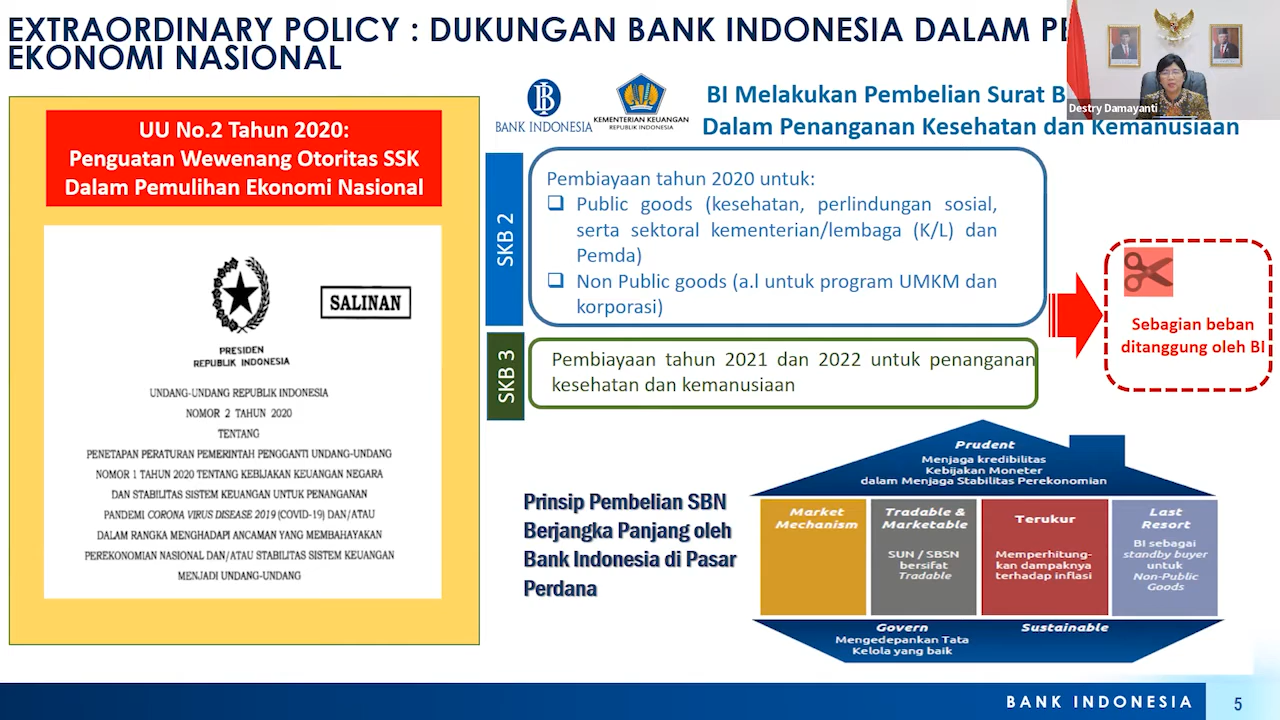 EXTRAORDINARY POLICY : DUKUNGAN BANK INDONESIA DALAM
EKONOMI NASIONAL
Destry Damayanti
UU No.2 Tahun 2020:
Penguatan Wewenang Otoritas SSK
Dalam Pemulihan Ekonomi Nasional
SALINAN
PRESIDEN
REPUBLIK INDONESIA
UNDANG-UNDANG REPUBLIK INDONESIA
NOMOR 2 TAHUN 2020
TENTANG
PENETAPAN PERATURAN PEMERINTAH PENGGANTI UNDANG-UNDANG
NOMOR 1 TAHUN 2020 TENTANG KEBIJAKAN KEUANGAN NEGARA
DAN STABILITAS SISTEM KEUANGAN UNTUK PENANGANAN
PANDEMI CORONA VIRUS DISEASE 2019 (COVID-19) DAN/ATAU
DALAM RANGKA MENGHADAPI ANCAMAN YANG MEMBAHAYAKAN
PEREKONOMIAN NASIONAL DAN/ATAU STABILITAS SISTEM KEUANGAN
MENJADI UNDANG-UNDANG
BANK INDONESIA
KEMENTERIAN KEUANGAN
REPUBLIK INDONESIA
BI Melakukan Pembelian Surat
Dalam Penanganan Kesehatan dan Kemanusiaan
SKB 2
Pembiayaan tahun 2020 untuk:
Public goods (kesehatan, perlindungan sosial,
serta sektoral kementerian/lembaga (K/L) dan
Pemda)
Non Public goods (a.l untuk program UMKM dan
korporasi)
SKB 3
Pembiayaan tahun 2021 dan 2022 untuk penanganan
kesehatan dan kemanusiaan
Sebagian beban
ditanggung oleh BI
Prinsip Pembelian SBN
Berjangka Panjang oleh
Bank Indonesia di Pasar
Perdana
Prudent
Menjaga kredibilitas
Kebijakan Moneter
dalam Menjaga Stabilitas Perekonomian
Market
Mechanism
Tradable &
Marketable
SUN / SBSN
bersifat
Tradable
Terukur
Memperhitung-
kan dampaknya
terhadap inflasi
Last
Resort
BI sebagai
standby buyer
untuk
Non-Public
Goods
Govern
Mengedepankan Tata
Kelola yang baik
Sustainable
BANK INDONESIA
5